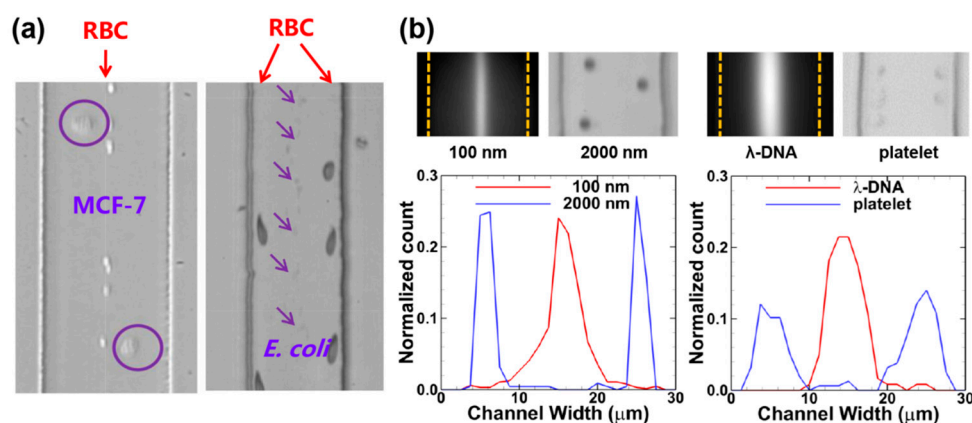 (a)
RBC
RBC
MCF-7
E. coli
(b)
100 nm
2000 nm
λ-DNA
platelet
0.3
0.2
0.1
0.0
0
10
20
30
Normalized count
Channel Width (μm)
100 nm
2000 nm
0.3
0.2
0.1
0.0
0
10
20
30
Normalized count
Channel Width (μm)
λ-DNA
platelet